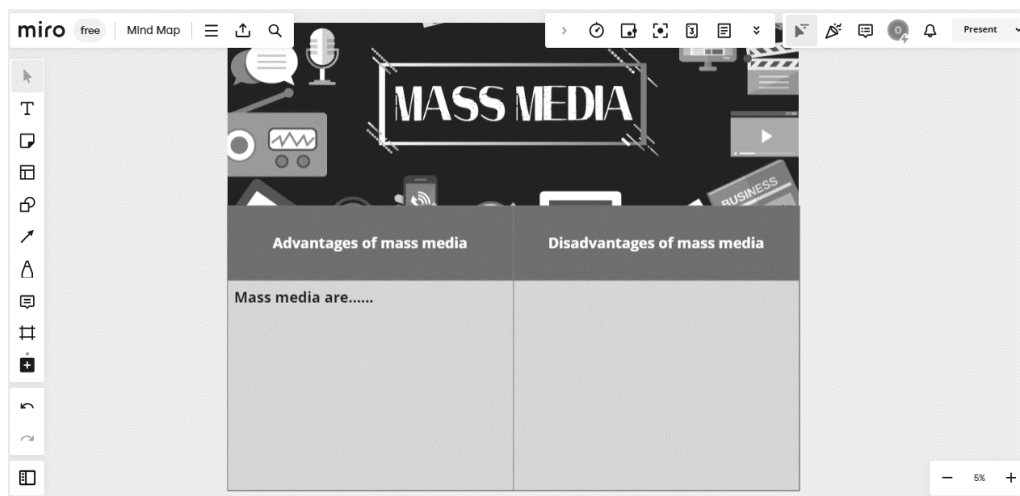 miro free Mind Map
3
Present
MASS MEDIA
BUSINESS
Advantages of mass media Disadvantages of mass media
Mass media are......
5%